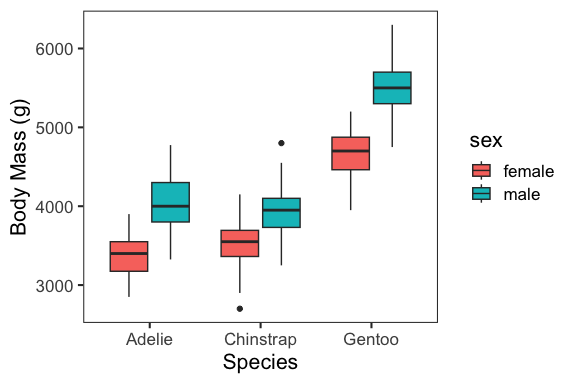 6000
5000
4000
3000
Body Mass (g)
Adelie Chinstrap Gentoo
Species
sex
female
male